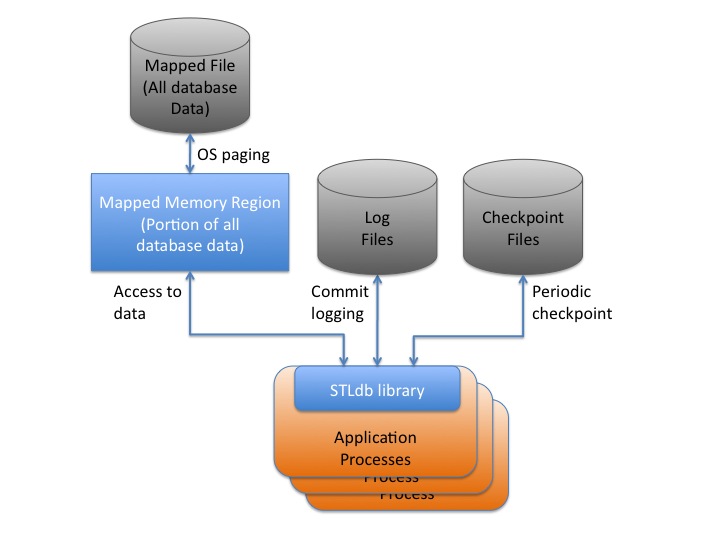 Mapped File
(All database
Data)
OS paging
Mapped Memory Region
(Portion of all
database data)
Log
Files
Checkpoint
Files
Access to
data
Commit
logging
Periodic
checkpoint
STLdb library
Application
Processes
Process
Process